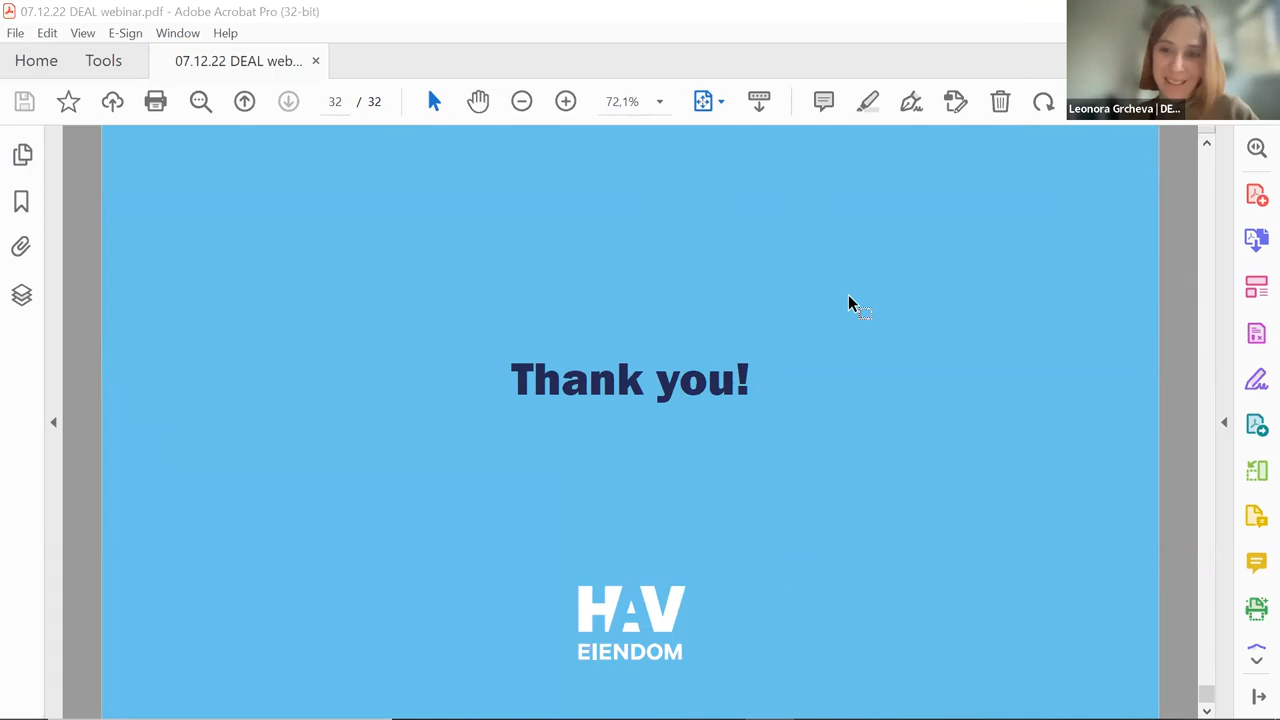 07.12.22 DEAL webinar.pdf - Adobe Acrobat Pro (32-bit)
File Edit View E-Sign Window Help
Home Tools 07.12.22 DEAL web... ×
32 / 32 72,1%
Leonora Grcheva | DE...
Thank you!
HAV
EIENDOM